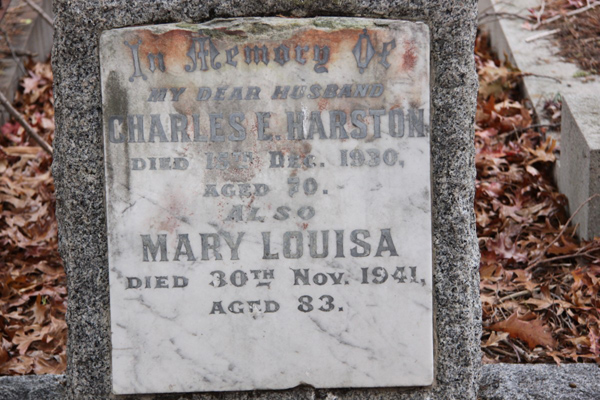 In Memory Of
MY DEAR HUSBAND
CHARLES E. HARSTON
DIED DEC. 1930,
AGED 70.
ALSO
MARY LOUISA
DIED 30TH NOV. 1941,
AGED 83.